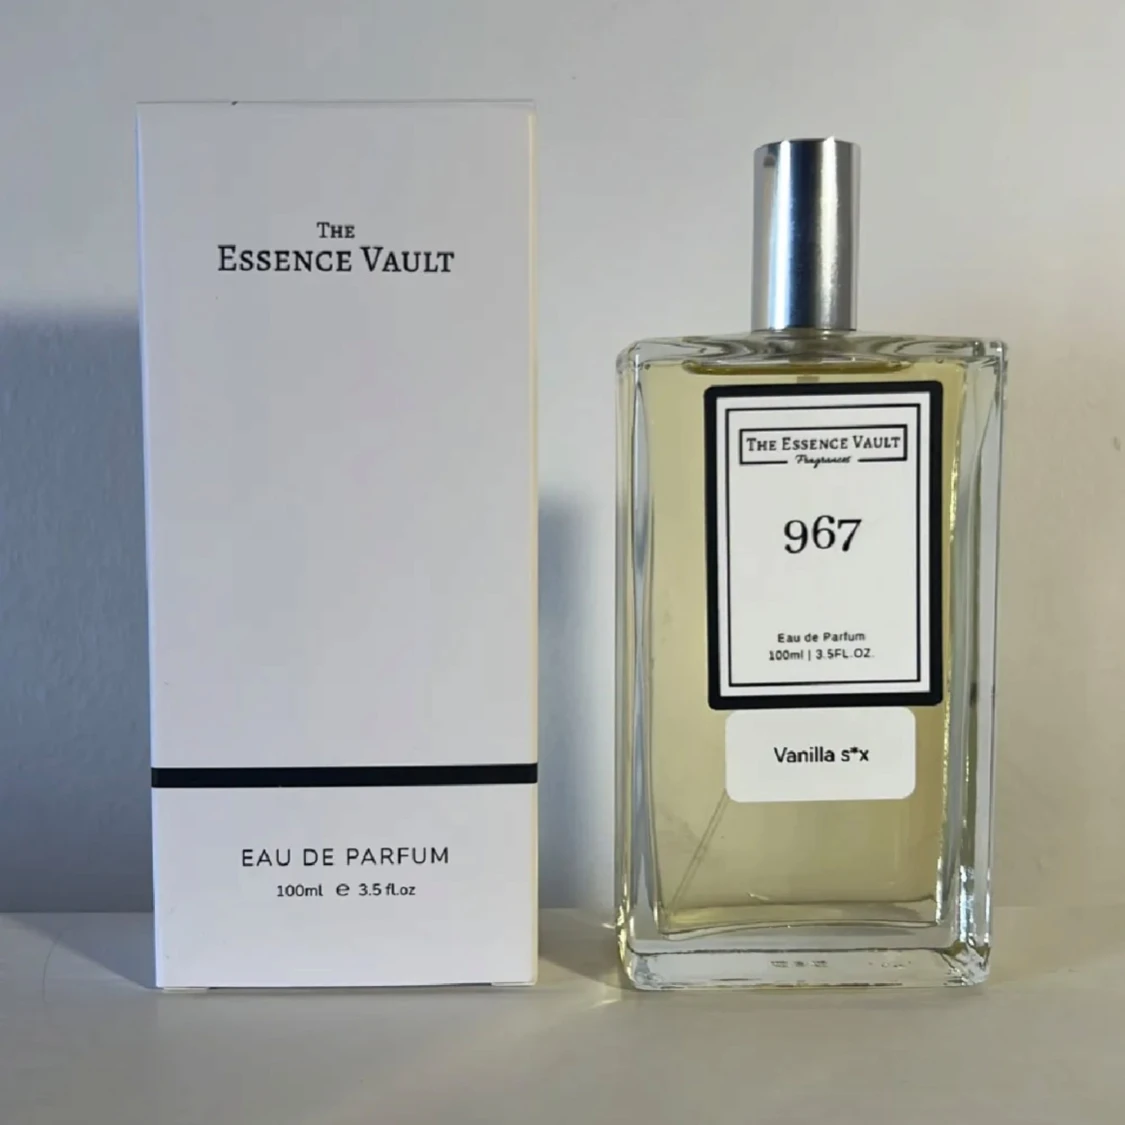 THE
ESSENCE VAULT
EAU DE PARFUM
100ml e 3.5 fl.oz
THE ESSENCE VAULT
Fragrances
967
Eau de Parfum
100ml | 3.5FL.OZ.
Vanilla s*x